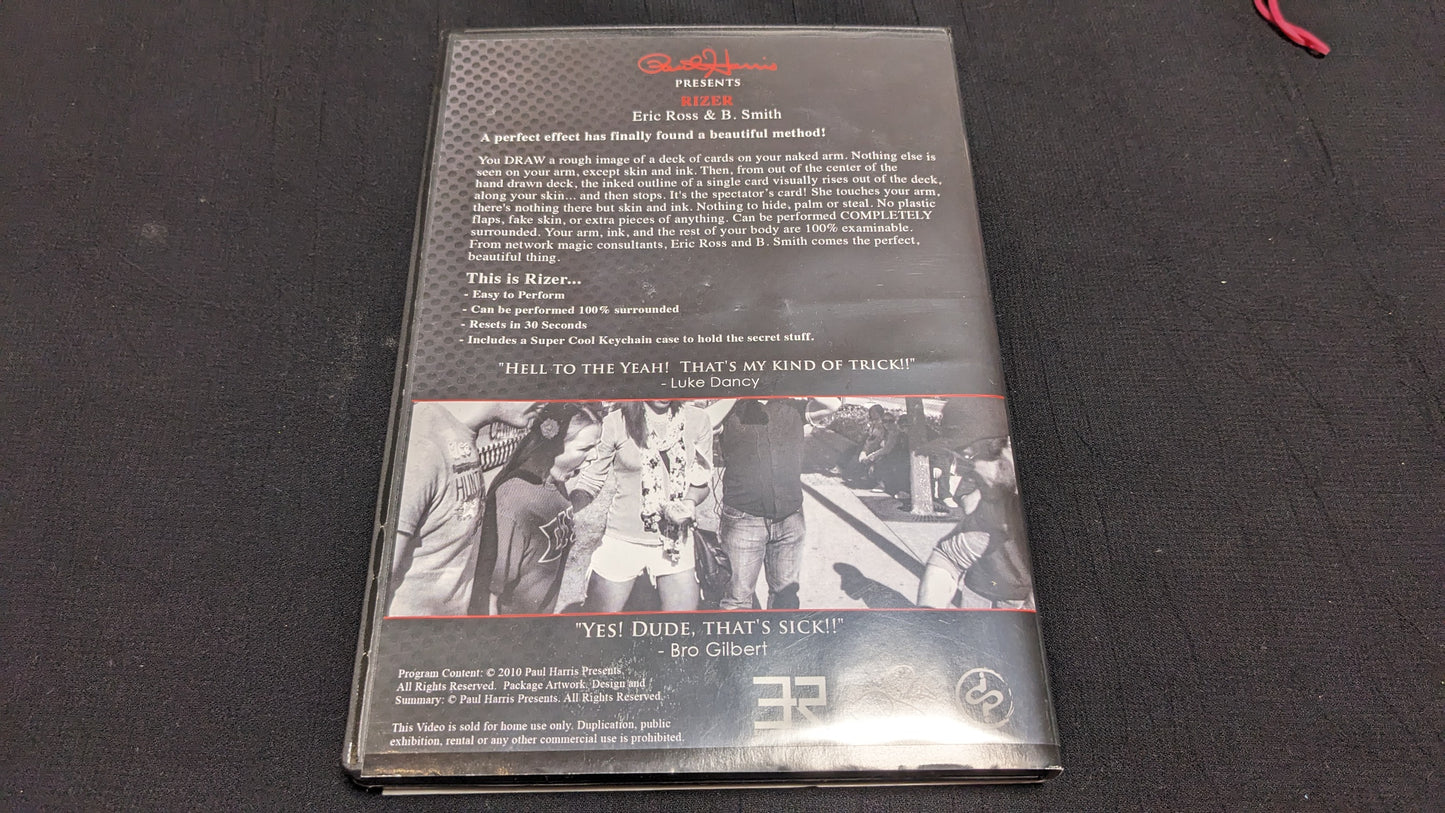 Paul Harris
PRESENTS
RIZER
Eric Ross & B. Smith
A perfect effect has finally found a beautiful method!
You DRAW a rough image of a deck of cards on your naked arm. Nothing else is
seen on your arm, except skin and ink. Then, from out of the center of the
hand drawn deck, the inked outline of a single card visually rises out of the deck,
along your skin... and then stops. It's the spectator's card! She touches your arm,
there's nothing there but skin and ink. Nothing to hide, palm or steal. No plastic
flaps, fake skin, or extra pieces of anything. Can be performed COMPLETELY
surrounded. Your arm, ink, and the rest of your body are 100% examinable.
From network magic consultants, Eric Ross and B. Smith comes the perfect,
beautiful thing.
This is Rizer...
- Easy to Perform
- Can be performed 100% surrounded
- Resets in 30 Seconds
- Includes a Super Cool Keychain case to hold the secret stuff.
"HELL TO THE YEAH! THAT'S MY KIND OF TRICK!!"
- Luke Dancy
"YES! DUDE, THAT'S SICK!!"
- Bro Gilbert
Program Content: © 2010 Paul Harris Presents.
All Rights Reserved. Package Artwork, Design and
Summary: © Paul Harris Presents. All Rights Reserved.
This Video is sold for home use only. Duplication, public
exhibition, rental or any other commercial use is prohibited.